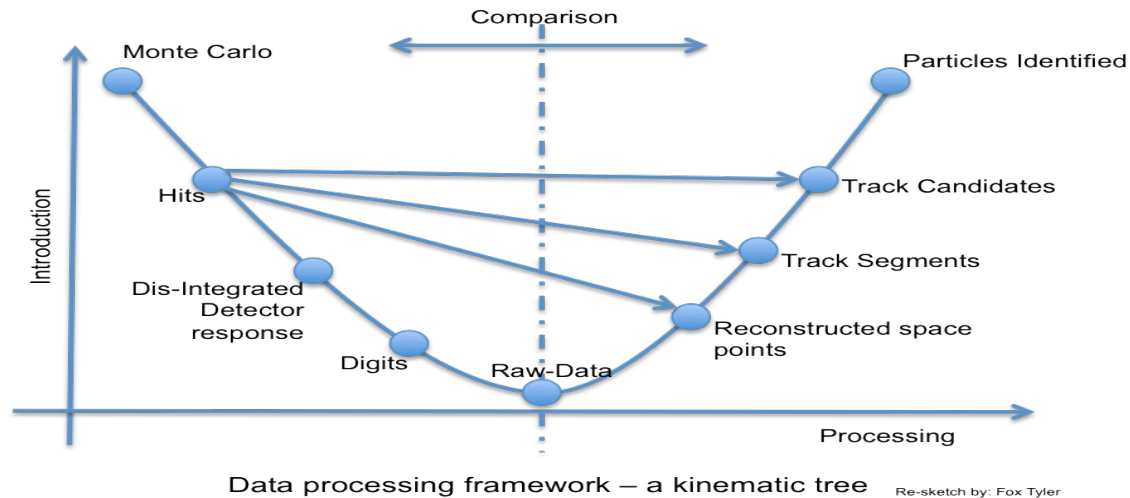 Comparison
Monte Carlo
Particles Identified
Hits
Track Candidates
Introduction
Track Segments
Dis-Integrated
Detector
response
Reconstructed space
points
Digits
Raw-Data
Processing
Data processing framework – a kinematic tree
Re-sketch by: Fox Tyler